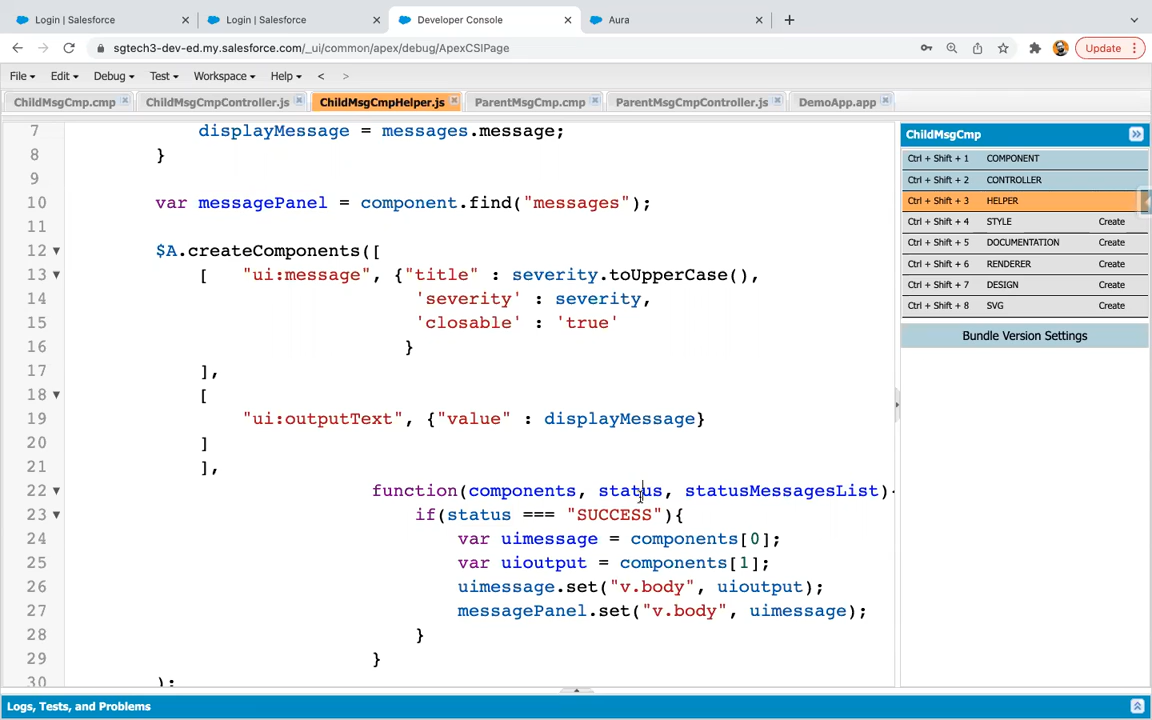 Login | Salesforce
Login | Salesforce
Developer Console
Aura
sgtech3-dev-ed.my.salesforce.com/_ui/common/apex/debug/ApexCSIPage
Update
File Edit Debug Test Workspace Help < >
ChildMsgCmp.cmp ChildMsgCmpController.js ChildMsgCmpHelper.js ParentMsgCmp.cmp ParentMsgCmpController.js DemoApp.app
7 displayMessage = messages.message;
8 }
9
10 var messagePanel = component.find("messages");
11
12 $A.createComponents([
13 [ "ui:message", {"title" : severity.toUpperCase(),
14 'severity' : severity,
15 'closable' : 'true'
16 }
17 ],
18 [
19 "ui:outputText", {"value" : displayMessage}
20 ]
21 ],
22 function(components, status, statusMessagesList){
23 if(status === "SUCCESS"){
24 var uimessage = components[0];
25 var uioutput = components[1];
26 uimessage.set("v.body", uioutput);
27 messagePanel.set("v.body", uimessage);
28 }
29 }
30 );
ChildMsgCmp
Ctrl + Shift + 1 COMPONENT
Ctrl + Shift + 2 CONTROLLER
Ctrl + Shift + 3 HELPER
Ctrl + Shift + 4 STYLE Create
Ctrl + Shift + 5 DOCUMENTATION Create
Ctrl + Shift + 6 RENDERER Create
Ctrl + Shift + 7 DESIGN Create
Ctrl + Shift + 8 SVG Create
Bundle Version Settings
Logs, Tests, and Problems